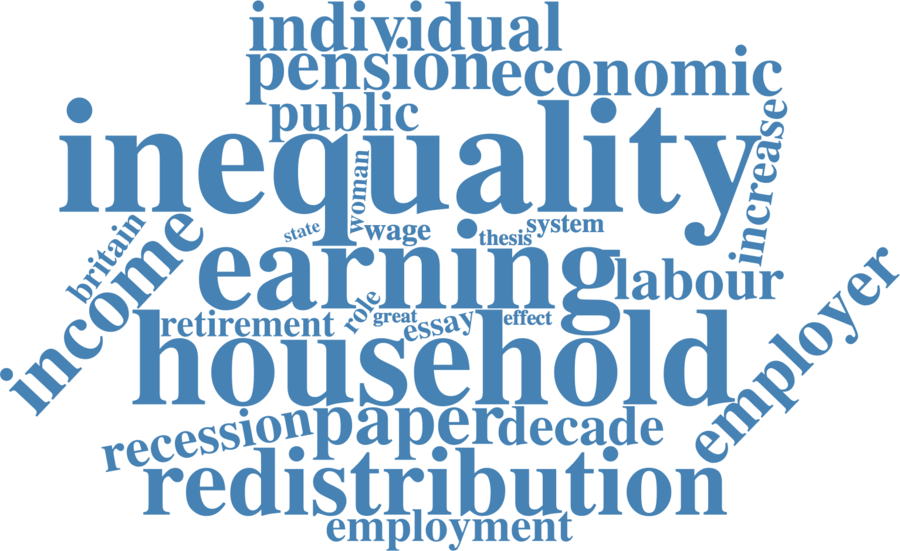 individual
pension economic
public
inequality
increase
woman
state wage thesis system
britain
income
earning
labour
employer
retirement role great essay effect
household
recession paper decade
redistribution
employment